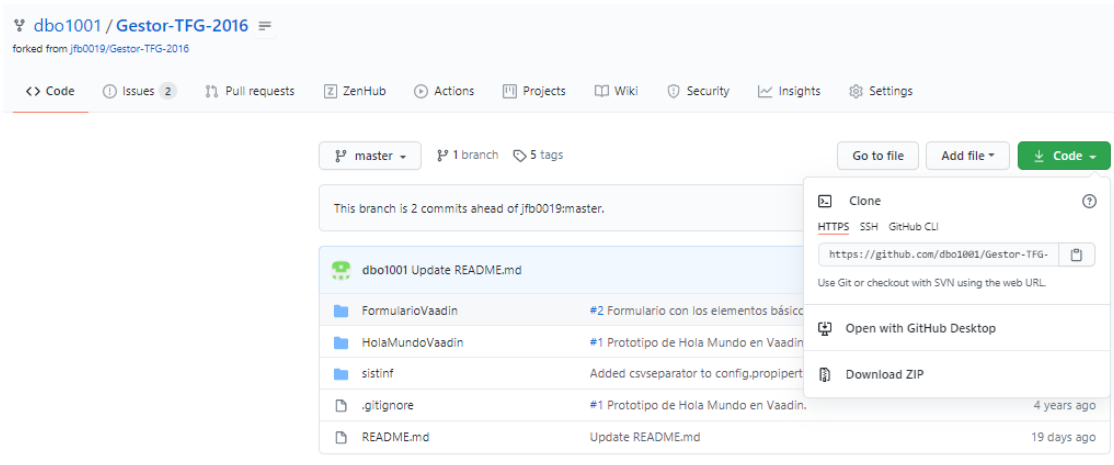 dbo1001 / Gestor-TFG-2016
forked from jfb0019/Gestor-TFG-2016
<> Code Issues 2 Pull requests ZenHub Actions Projects Wiki Security Insights Settings
master 1 branch 5 tags Go to file Add file Code
This branch is 2 commits ahead of jfb0019:master.
Clone
HTTPS SSH GitHub CLI
https://github.com/dbo1001/Gestor-TFG-
Use Git or checkout with SVN using the web URL.
Open with GitHub Desktop
Download ZIP
dbo1001 Update README.md
FormularioVaadin #2 Formulario con los elementos básico
HolaMundoVaadin #1 Prototipo de Hola Mundo en Vaadin
sistinf Added csvseparator to config.propipert
.gitignore #1 Prototipo de Hola Mundo en Vaadin. 4 years ago
README.md Update README.md 19 days ago